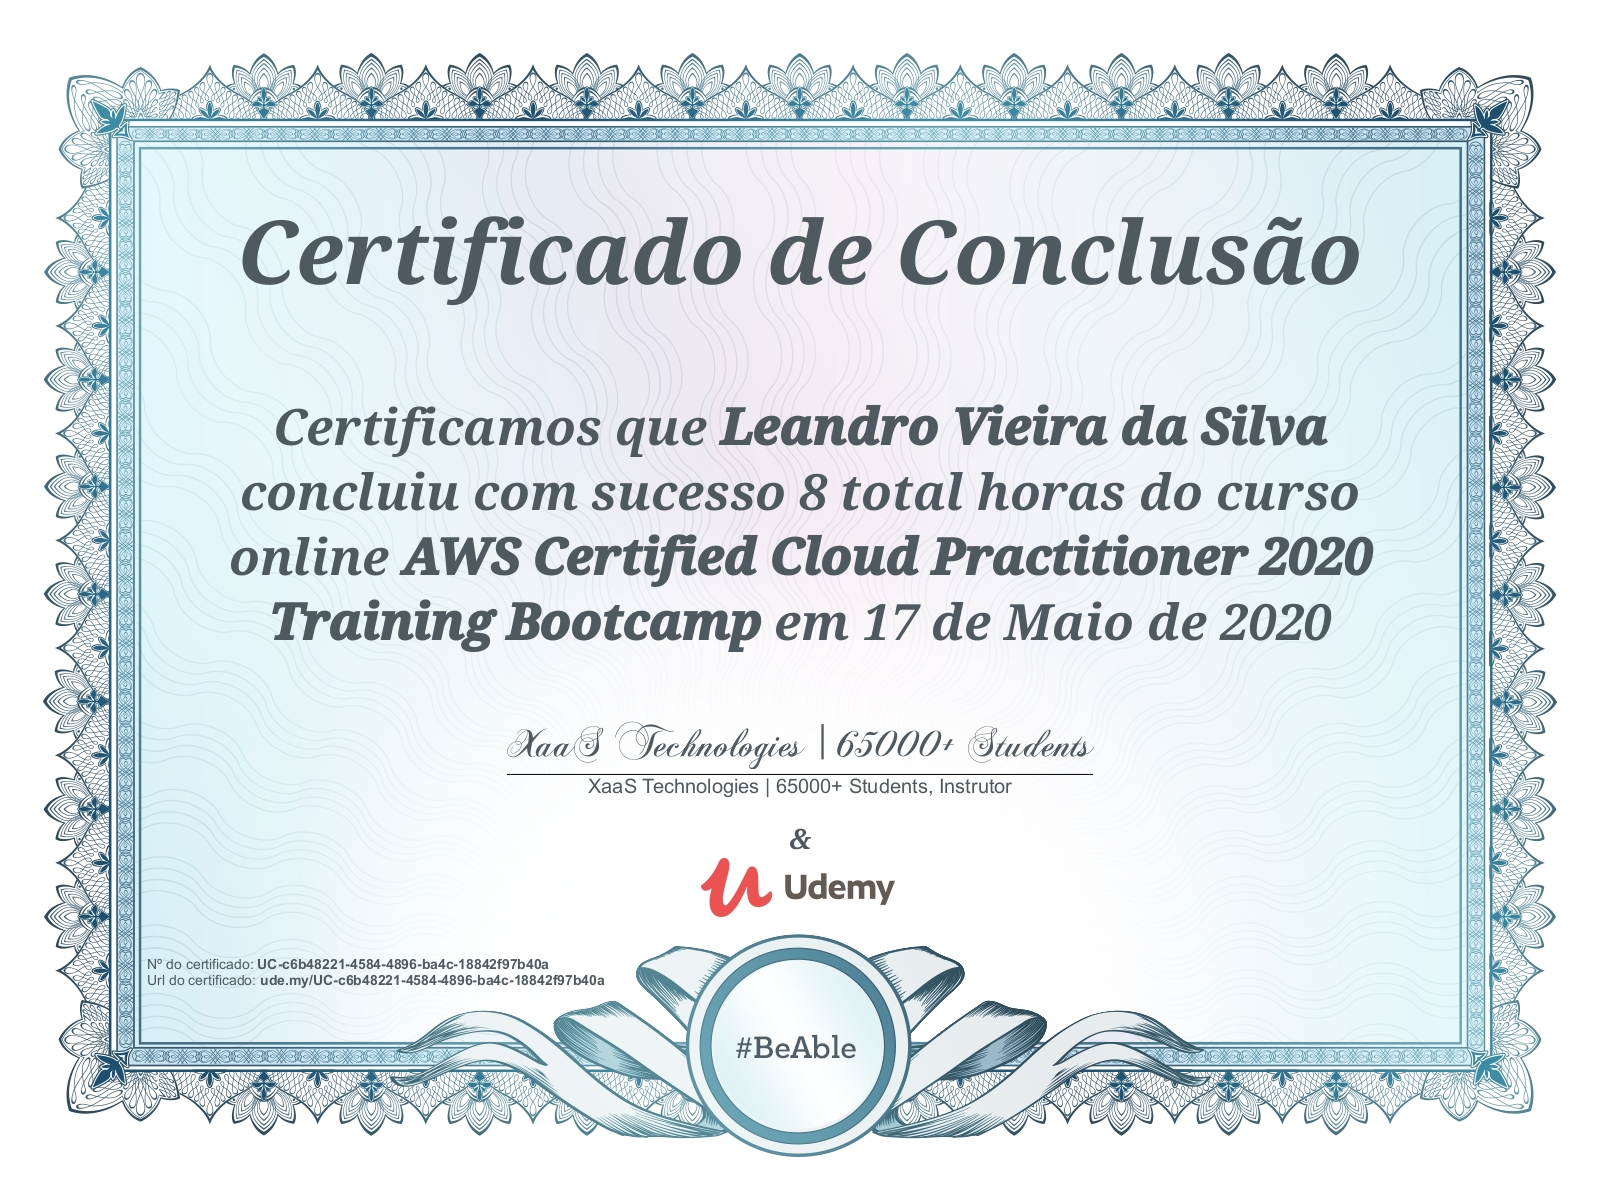 Certificado de Conclusão
Certificamos que Leandro Vieira da Silva
concluiu com sucesso 8 total horas do curso
online AWS Certified Cloud Practitioner 2020
Training Bootcamp em 17 de Maio de 2020
XaaS Technologies | 65000+ Students
XaaS Technologies | 65000+ Students, Instrutor
&
Udemy
Nº do certificado: UC-c6b48221-4584-4896-ba4c-18842f97b40a
Url do certificado: ude.my/UC-c6b48221-4584-4896-ba4c-18842f97b40a
#BeAble